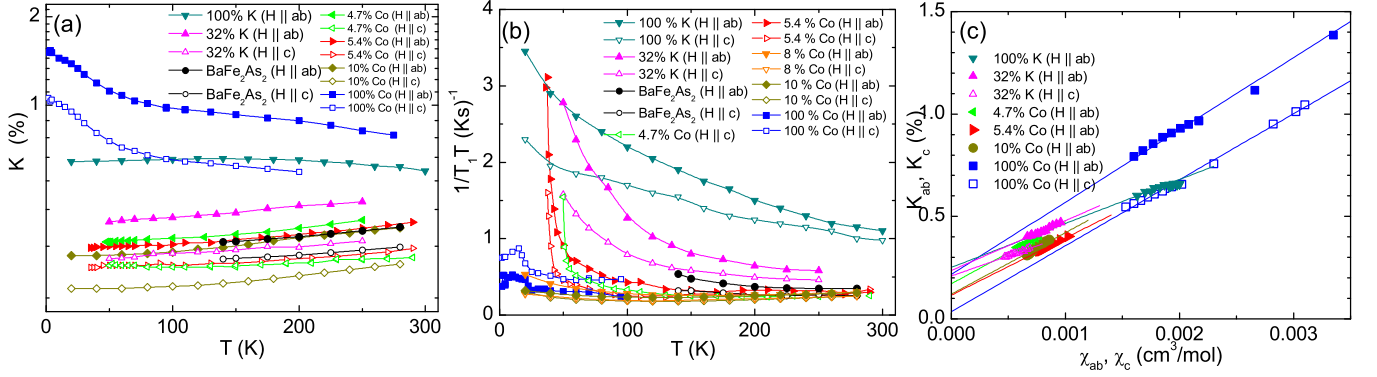 (a)
2
1
K (%)
0 100 200 300
T (K)
100% K (H || ab)
32% K (H || ab)
32% K (H || c)
BaFe2As2 (H || ab)
BaFe2As2 (H || c)
4.7% Co (H || ab)
4.7% Co (H || c)
5.4% Co (H || ab)
5.4% Co (H || c)
10% Co (H || ab)
10% Co (H || c)
100% Co (H || ab)
100% Co (H || c)
(b)
4
3
2
1
0
1/T1T (Ks)-1
0 100 200 300
T (K)
100 % K (H || ab)
100 % K (H || c)
32% K (H || ab)
32% K (H || c)
BaFe2As2 (H || ab)
BaFe2As2 (H || c)
4.7% Co (H || c)
5.4 % Co (H || ab)
5.4 % Co (H || c)
8 % Co (H || ab)
8 % Co (H || c)
10 % Co (H || ab)
10 % Co (H || c)
100 % Co (H || ab)
100 % Co (H || c)
(c)
1.5
1.0
0.5
0.0
Kab, Kc (%)
0.000 0.001 0.002 0.003
χab, χc (cm3/mol)
100% K (H || ab)
32% K (H || ab)
32% K (H || c)
4.7% Co (H || ab)
5.4% Co (H || ab)
10% Co (H || ab)
100% Co (H || ab)
100% Co (H || c)